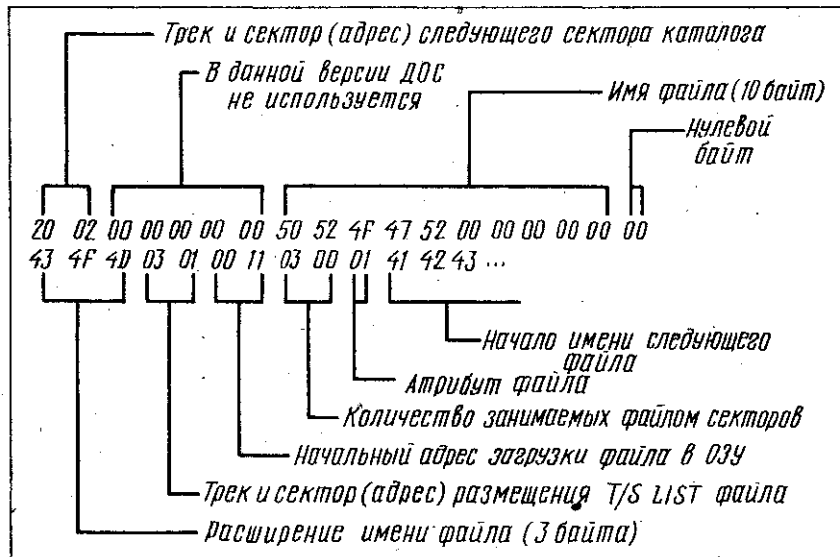 Трек и сектор (адрес) следующего сектора каталога
В данной версии ДОС
не используется
Имя файла (10 байт)
Нулевой
байт
20 02 00 00 00 00 00 50 52 4F 47 52 00 00 00 00 00 00
43 4F 4D 03 01 00 11 03 00 01 41 42 43 ...
Начало имени следующего
файла
Атрибут файла
Количество занимаемых файлом секторов
Начальный адрес загрузки файла в ОЗУ
Трек и сектор (адрес) размещения T/S LIST файла
Расширение имени файла (3 байта)